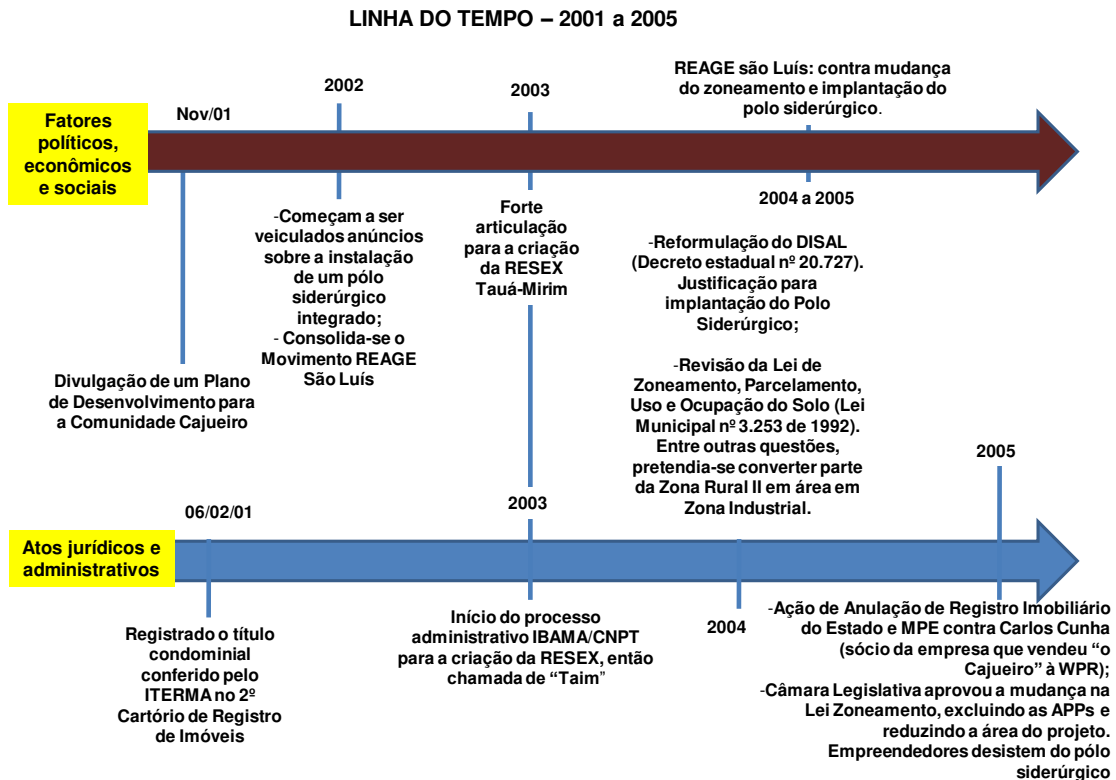 LINHA DO TEMPO – 2001 a 2005
Fatores
políticos,
econômicos
e sociais
Nov/01
Divulgação de um Plano
de Desenvolvimento para
a Comunidade Cajueiro
2002
-Começam a ser
veiculados anúncios
sobre a instalação
de um pólo
siderúrgico
integrado;
- Consolida-se o
Movimento REAGE
São Luís
2003
Forte
articulação
para a criação
da RESEX
Tauá-Mirim
REAGE são Luís: contra mudança
do zoneamento e implantação do
polo siderúrgico.
2004 a 2005
-Reformulação do DISAL
(Decreto estadual nº 20.727).
Justificação para
implantação do Polo
Siderúrgico;
-Revisão da Lei de
Zoneamento, Parcelamento,
Uso e Ocupação do Solo (Lei
Municipal nº 3.253 de 1992).
Entre outras questões,
pretendia-se converter parte
da Zona Rural II em área em
Zona Industrial.
Atos jurídicos e
administrativos
06/02/01
Registrado o título
condominial
conferido pelo
ITERMA no 2º
Cartório de Registro
de Imóveis
2003
Início do processo
administrativo IBAMA/CNPT
para a criação da RESEX, então
chamada de “Taim”
2004
2005
-Ação de Anulação de Registro Imobiliário
do Estado e MPE contra Carlos Cunha
(sócio da empresa que vendeu “o
Cajueiro” à WPR);
-Câmara Legislativa aprovou a mudança na
Lei Zoneamento, excluindo as APPs e
reduzindo a área do projeto.
Empreendedores desistem do pólo
siderúrgico